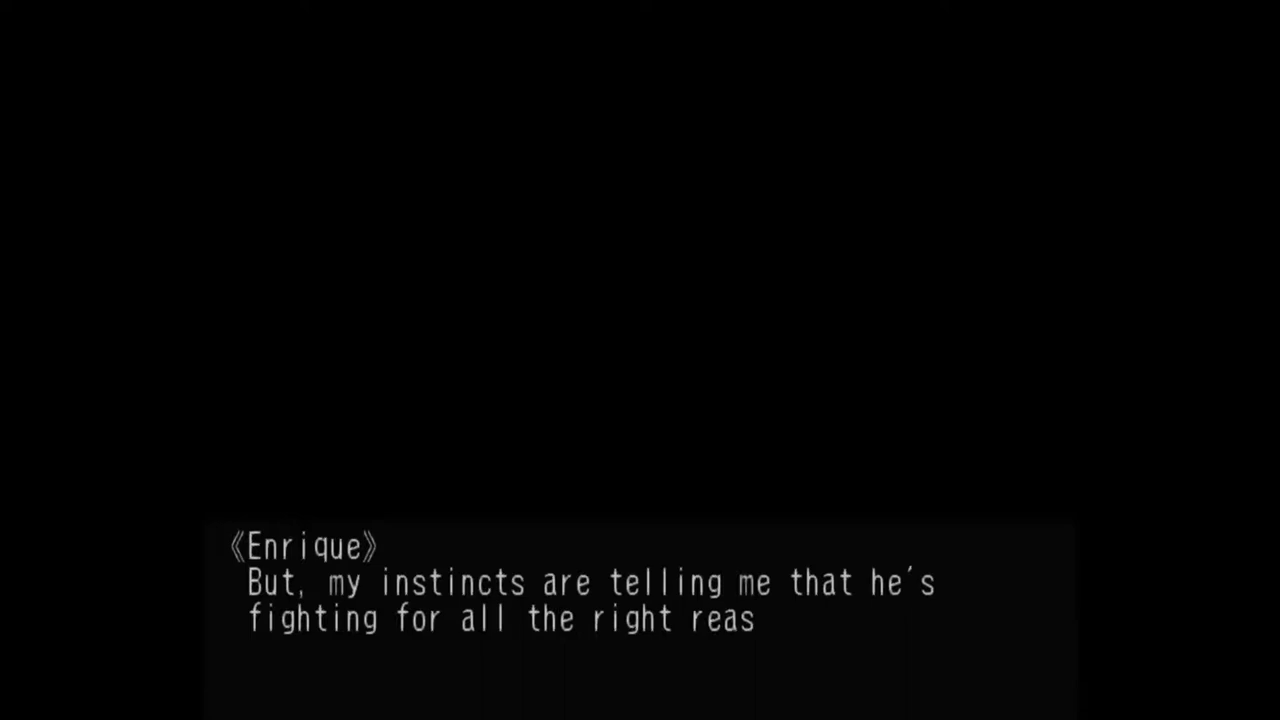 《Enrique》
But, my instincts are telling me that he's
fighting for all the right reas